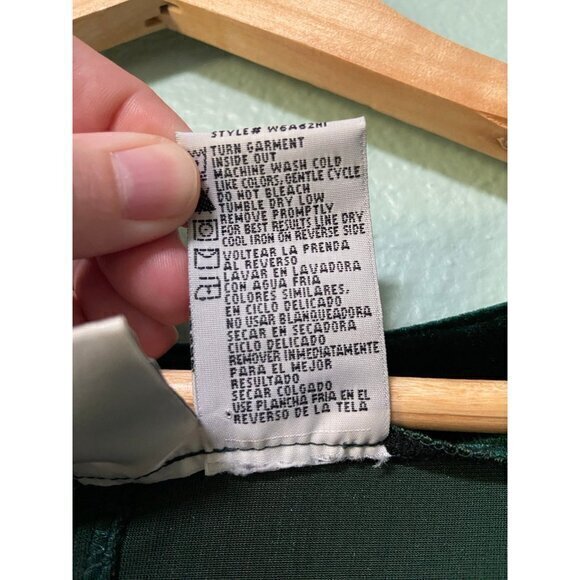 STYLE# W6A62HI
TURN GARMENT
INSIDE OUT
MACHINE WASH COLD
LIKE COLORS, GENTLE CYCLE
DO NOT BLEACH
TUMBLE DRY LOW
REMOVE PROMPTLY
FOR BEST RESULTS LINE DRY
COOL IRON ON REVERSE SIDE
VOLTEAR LA PRENDA
AL REVERSO
LAVAR EN LAVADORA
CON AGUA FRIA
COLORES SIMILARES,
EN CICLO DELICADO
NO USAR BLANQUEADORA
SECAR EN SECADORA
CICLO DELICADO
REMOVER INMEDIATAMENTE
PARA EL MEJOR
RESULTADO
SECAR COLGADO
USE PLANCHA FRIA EN EL
REVERSO DE LA TELA